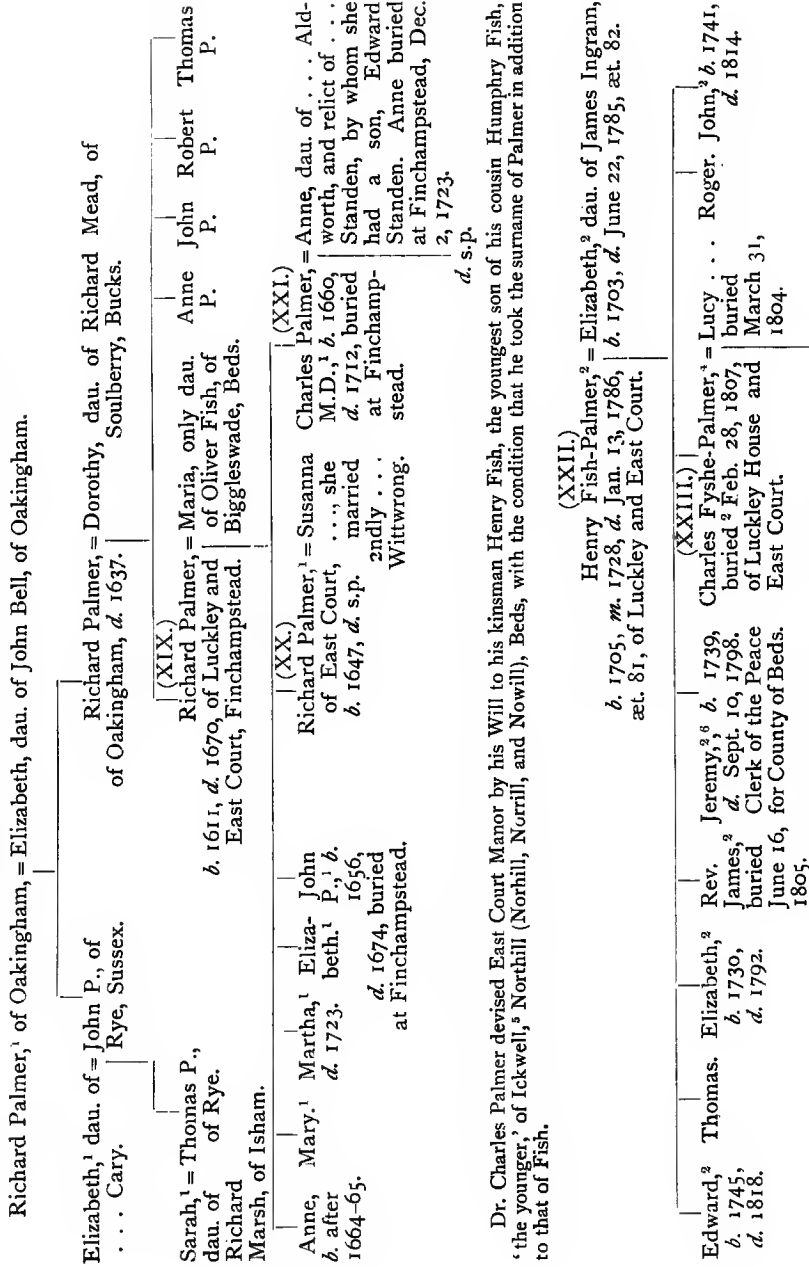 Richard Palmer,¹ of Oakingham, = Elizabeth, dau. of John Bell, of Oakingham.
Elizabeth,¹ dau. of = John P., of
. . . . Cary. Rye, Sussex.
Richard Palmer, = Dorothy, dau. of Richard Mead, of
of Oakingham, d. 1637. Soulberry, Bucks.
Sarah,¹ = Thomas P.,
dau. of of Rye.
Richard
Marsh, of Isham.
(XIX.)
Richard Palmer, = Maria, only dau.
b. 1611, d. 1670, of Luckley and of Oliver Fish, of
East Court, Finchampstead. Biggleswade, Beds.
Anne John Robert Thomas
P. P. P. P.
Anne, Mary.¹ Martha,¹ Eliza- John
b. after d. 1723. beth.¹ P.,¹ b.
1664-65. 1656,
d. 1674, buried
at Finchampstead.
(XX.)
Richard Palmer,¹ = Susanna
of East Court, . . ., she
b. 1647, d. s.p. married
2ndly . . .
Wittwrong.
(XXI.)
Charles Palmer, = Anne, dau. of . . . Ald-
M.D.,¹ b. 1660, worth, and relict of . . .
d. 1712, buried Standen, by whom she
at Finchamp- had a son, Edward
stead. Standen. Anne buried
at Finchampstead, Dec.
2, 1723.
d. s.p.
Dr. Charles Palmer devised East Court Manor by his Will to his kinsman Henry Fish, the youngest son of his cousin Humphry Fish,
‘the younger,’ of Ickwell,⁵ Northill (Norhill, Norrill, and Nowill), Beds, with the condition that he took the surname of Palmer in addition
to that of Fish.
(XXII.)
Henry Fish-Palmer,² = Elizabeth,² dau. of James Ingram,
b. 1705, m. 1728, d. Jan. 13, 1786, b. 1703, d. June 22, 1785, æt. 82.
æt. 81, of Luckley and East Court.
Edward,² Thomas. Elizabeth,²
b. 1745, b. 1730,
d. 1818. d. 1792.
Rev.
James,²
buried
June 16,
1805.
Jeremy,² ⁶ b. 1739,
d. Sept. 10, 1798.
Clerk of the Peace
for County of Beds.
(XXIII.)
Charles Fyshe-Palmer,⁴ = Lucy . . .
buried ² Feb. 28, 1807, buried
of Luckley House and March 31,
East Court. 1804.
Roger. John,² b. 1741,
d. 1814.